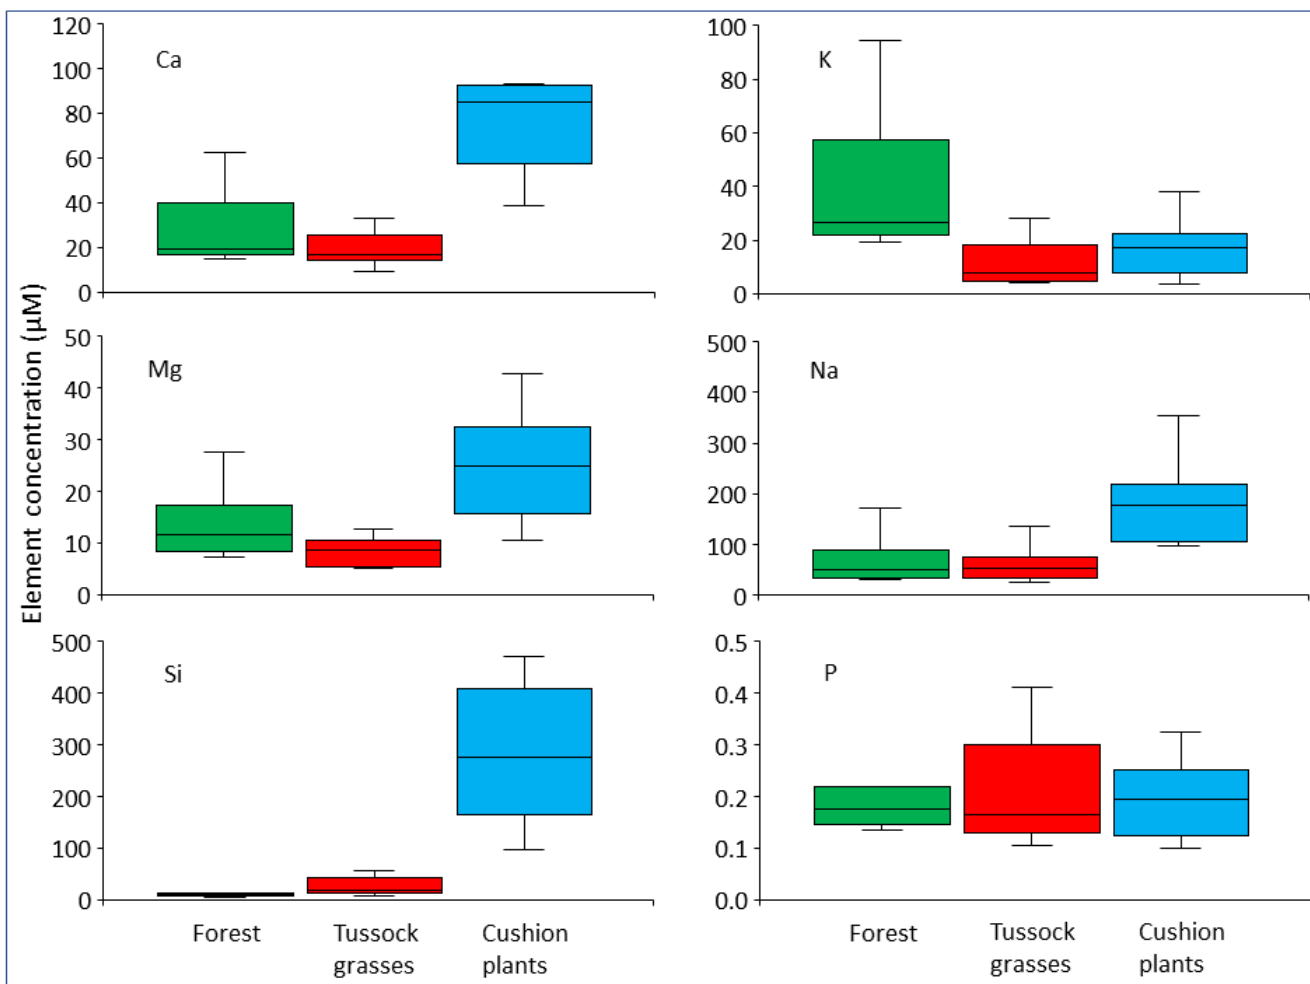 Element concentration (µM)
Ca
120
100
80
60
40
20
0
K
100
80
60
40
20
0
Mg
50
40
30
20
10
0
Na
500
400
300
200
100
0
Si
500
400
300
200
100
0
P
0.5
0.4
0.3
0.2
0.1
0.0
Forest
Tussock
grasses
Cushion
plants
Forest
Tussock
grasses
Cushion
plants